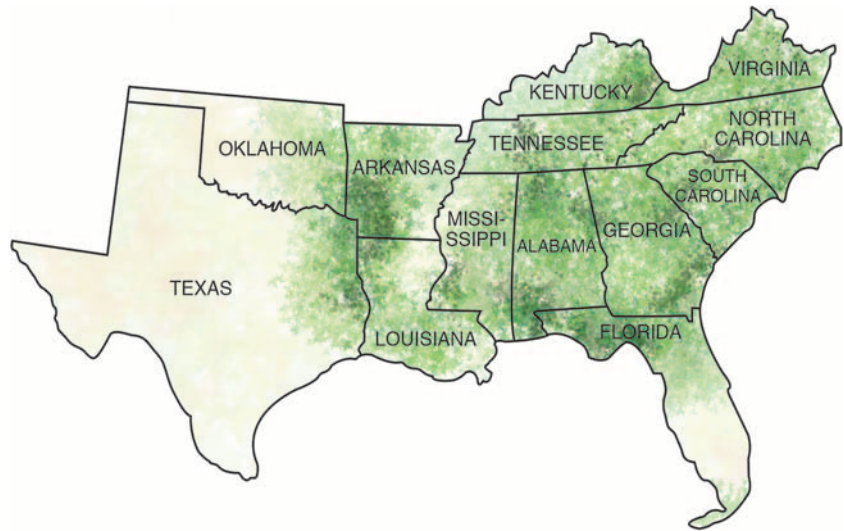 VIRGINIA
KENTUCKY
NORTH
CAROLINA
TENNESSEE
OKLAHOMA
ARKANSAS
SOUTH
CAROLINA
MISSI-
SSIPPI
ALABAMA
GEORGIA
TEXAS
LOUISIANA
FLORIDA